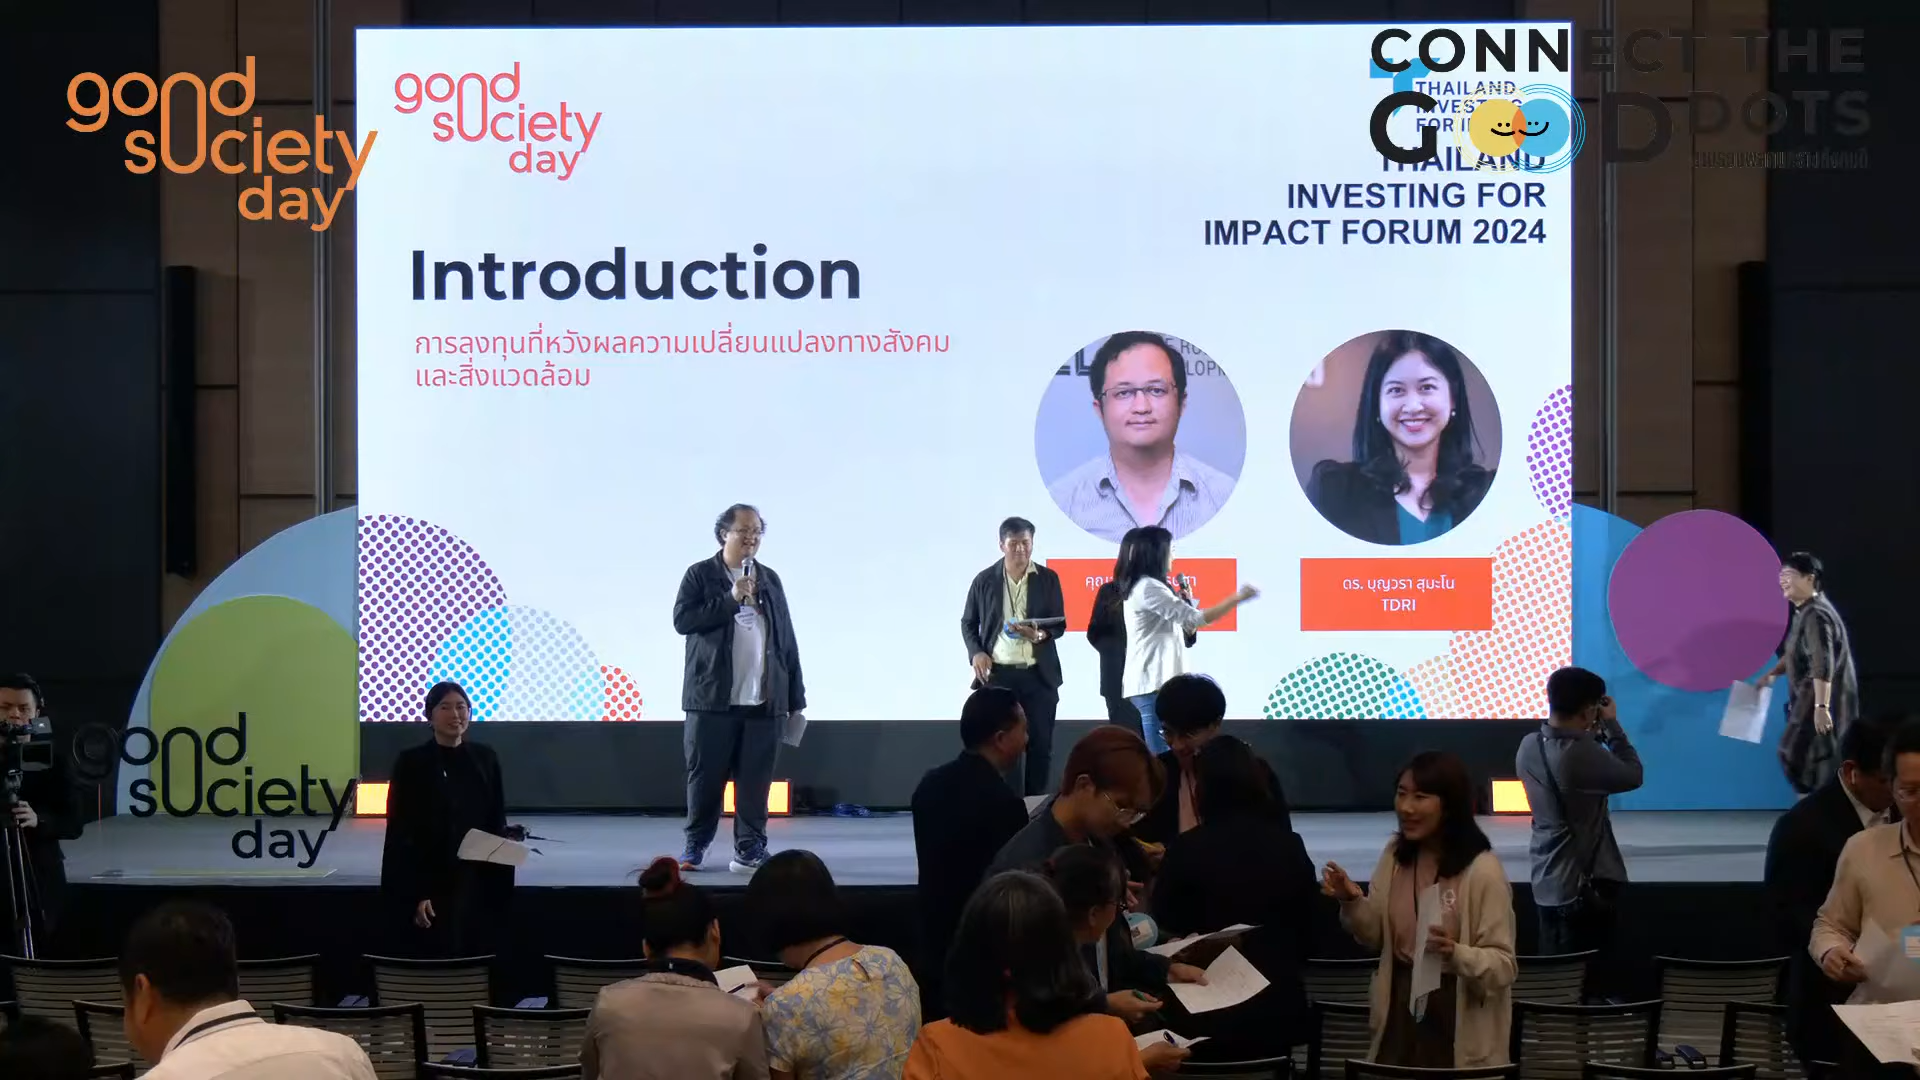 good
society
day
good
society
day
CONNECT THE
GOOD DOTS
THAILAND
THAILAND
INVESTING FOR
IMPACT FORUM 2024
Introduction
การลงทุนที่หวังผลความเปลี่ยนแปลงทางสังคม
และสิ่งแวดล้อม
ดร. บุญวรา สุมะโน
TDRI
good
society
day